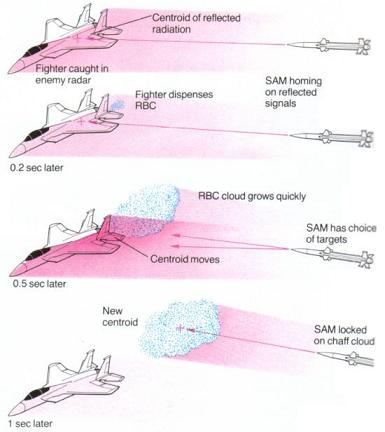 Centroid of reflected
radiation
Fighter caught in
enemy radar
SAM homing
on reflected
signals
Fighter dispenses
RBC
0.2 sec later
RBC cloud grows quickly
SAM has choice
of targets
Centroid moves
0.5 sec later
New
centroid
SAM locked
on chaff cloud
1 sec later